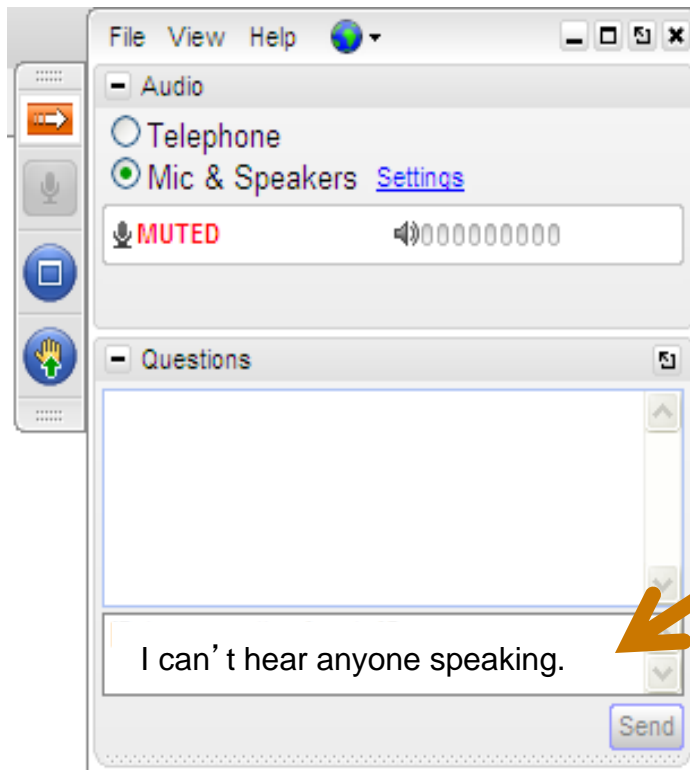 File View Help
Audio
Telephone
Mic & Speakers Settings
MUTED 000000000
Questions
I can't hear anyone speaking.
Send